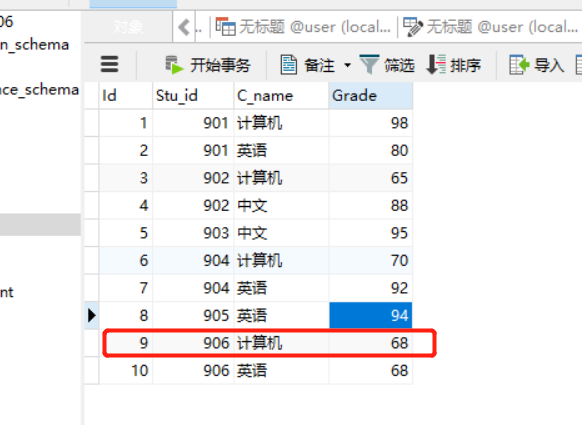 06
n_schema
nce_schema
nt
对象 .. 无标题 @user (local... 无标题 @user (local...
开始事务 备注 筛选 排序 导入
Id Stu_id C_name Grade
1 901 计算机 98
2 901 英语 80
3 902 计算机 65
4 902 中文 88
5 903 中文 95
6 904 计算机 70
7 904 英语 92
8 905 英语 94
9 906 计算机 68
10 906 英语 68